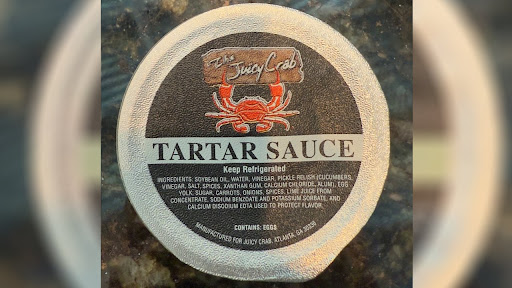 The
Juicy Crab
TARTAR SAUCE
Keep Refrigerated
INGREDIENTS: SOYBEAN OIL, WATER, VINEGAR, PICKLE RELISH (CUCUMBERS,
VINEGAR, SALT, SPICES, XANTHAN GUM, CALCIUM CHLORIDE, ALUM), EGG
YOLK, SUGAR, CARROTS, ONIONS, SPICES, LIME JUICE FROM
CONCENTRATE, SODIUM BENZOATE AND POTASSIUM SORBATE, AND
CALCIUM DISODIUM EDTA USED TO PROTECT FLAVOR.
CONTAINS: EGGS
MANUFACTURED FOR JUICY CRAB, ATLANTA, GA